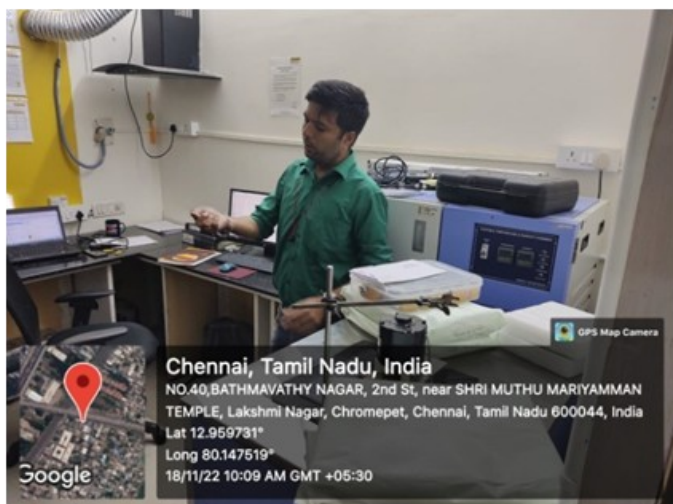 GPS Map Camera
Chennai, Tamil Nadu, India
NO.40,BATHMAVATHY NAGAR, 2nd St, near SHRI MUTHU MARIYAMMAN
TEMPLE, Lakshmi Nagar, Chromepet, Chennai, Tamil Nadu 600044, India
Lat 12.959731°
Long 80.147519°
18/11/22 10:09 AM GMT +05:30
Google